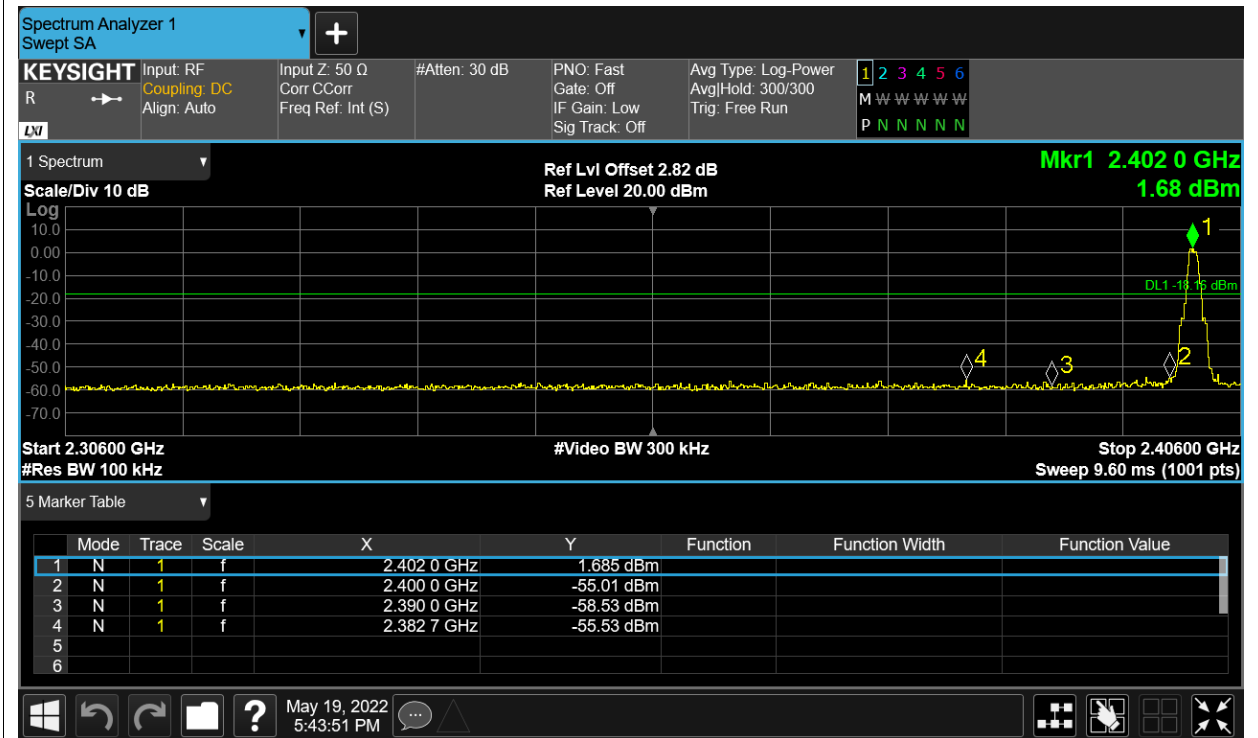 Spectrum Analyzer 1
Swept SA
KEYSIGHT
R
LXI
Input: RF
Coupling: DC
Align: Auto
Input Z: 50 Ω
Corr CCorr
Freq Ref: Int (S)
#Atten: 30 dB
PNO: Fast
Gate: Off
IF Gain: Low
Sig Track: Off
Avg Type: Log-Power
Avg|Hold: 300/300
Trig: Free Run
1 2 3 4 5 6
M W W W W W
P N N N N N N
1 Spectrum
Scale/Div 10 dB
Ref Lvl Offset 2.82 dB
Ref Level 20.00 dBm
Mkr1 2.402 0 GHz
1.68 dBm
Log
10.0
0.00
-10.0
-20.0
-30.0
-40.0
-50.0
-60.0
-70.0
1
DL1 -18.16 dBm
4
3
2
Start 2.30600 GHz
#Video BW 300 kHz
Stop 2.40600 GHz
#Res BW 100 kHz
Sweep 9.60 ms (1001 pts)
5 Marker Table
Mode Trace Scale X Y Function Function Width Function Value
1 N 1 f 2.402 0 GHz 1.685 dBm
2 N 1 f 2.400 0 GHz -55.01 dBm
3 N 1 f 2.390 0 GHz -58.53 dBm
4 N 1 f 2.382 7 GHz -55.53 dBm
5
6
?
May 19, 2022
5:43:51 PM